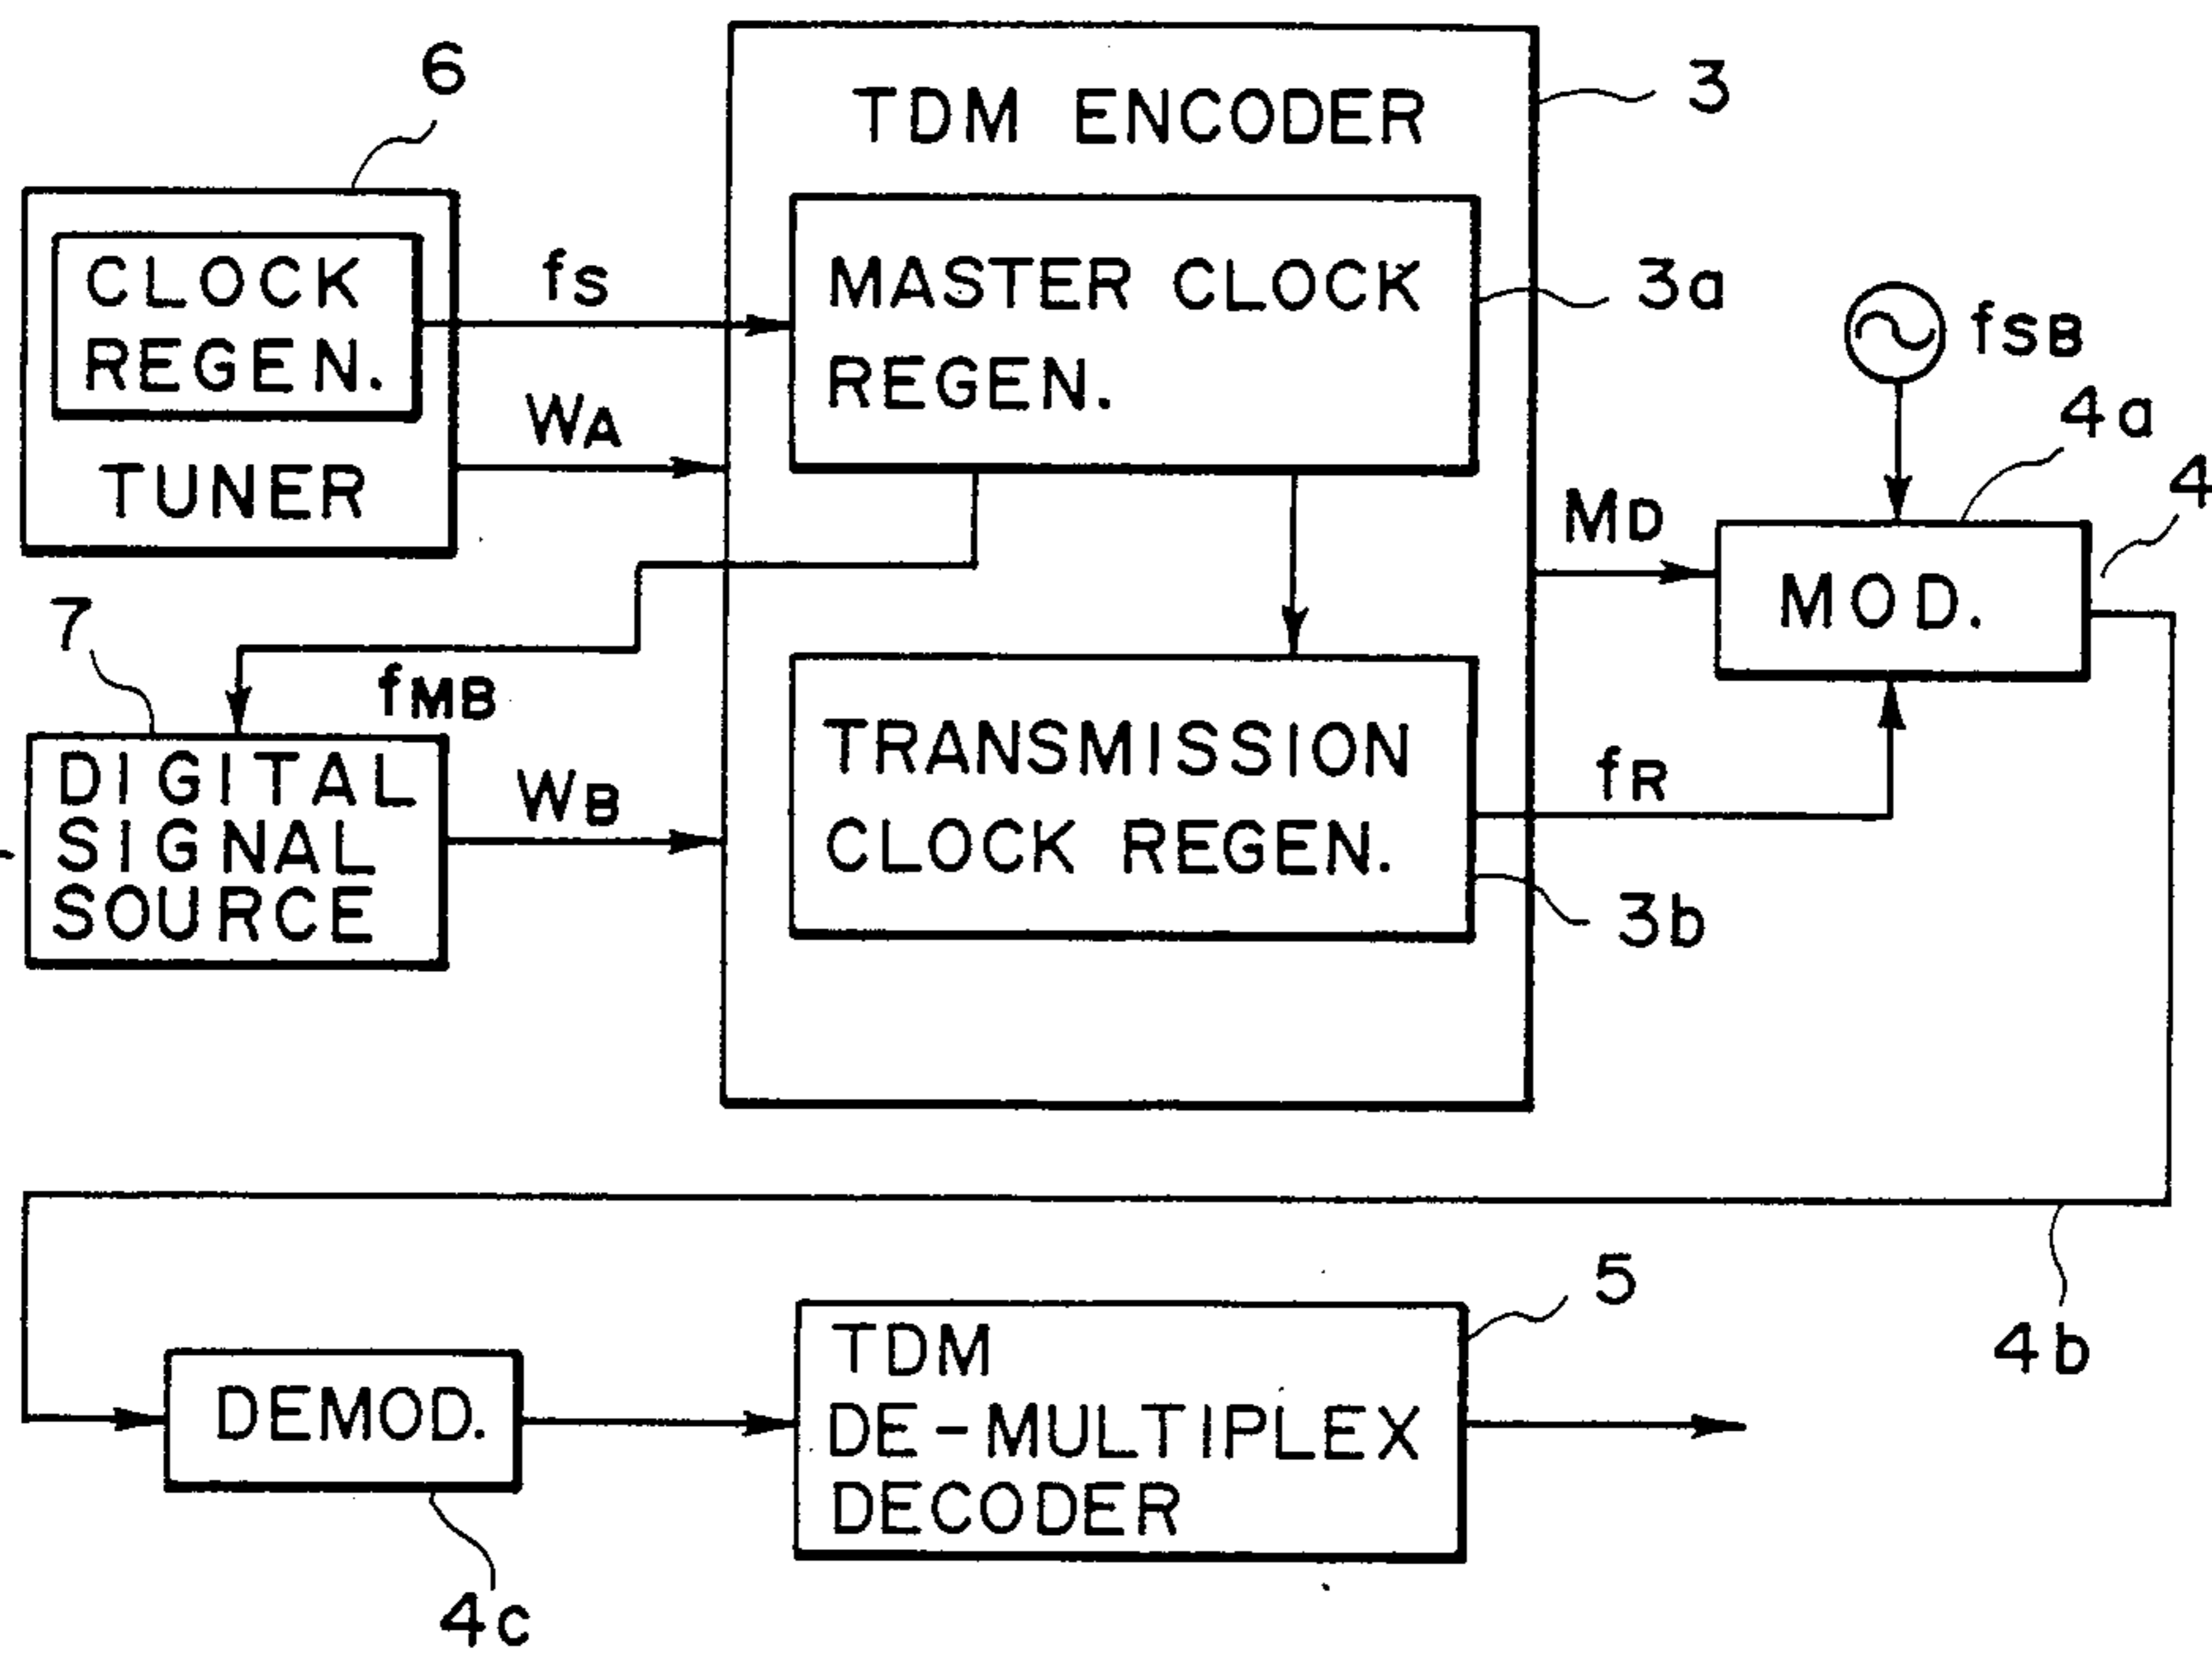 6
TDM ENCODER
3
CLOCK
REGEN.
TUNER
fS
WA
MASTER CLOCK
REGEN.
3a
fSB
4a
4
MD
MOD.
7
fMB
DIGITAL
SIGNAL
SOURCE
WB
TRANSMISSION
CLOCK REGEN.
fR
3b
5
4b
DEMOD.
TDM
DE-MULTIPLEX
DECODER
4c